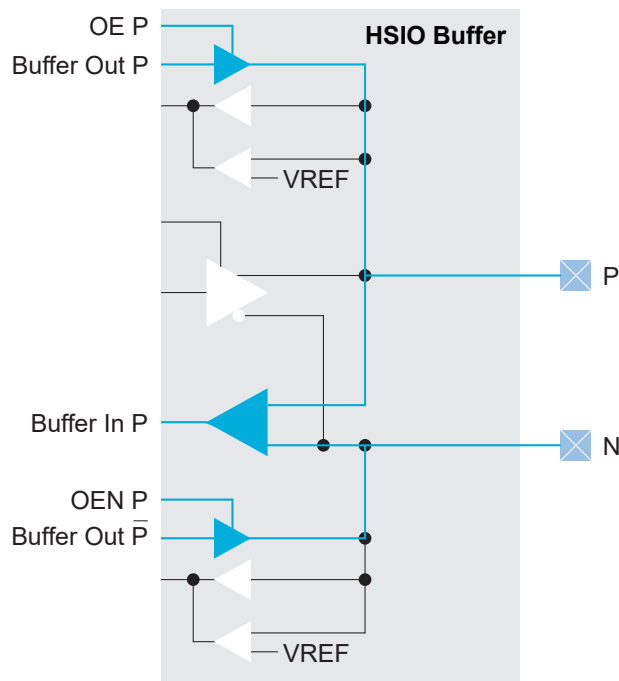 OE P
HSIO Buffer
Buffer Out P
VREF
P
Buffer In P
N
OEN P
Buffer Out P̅
VREF